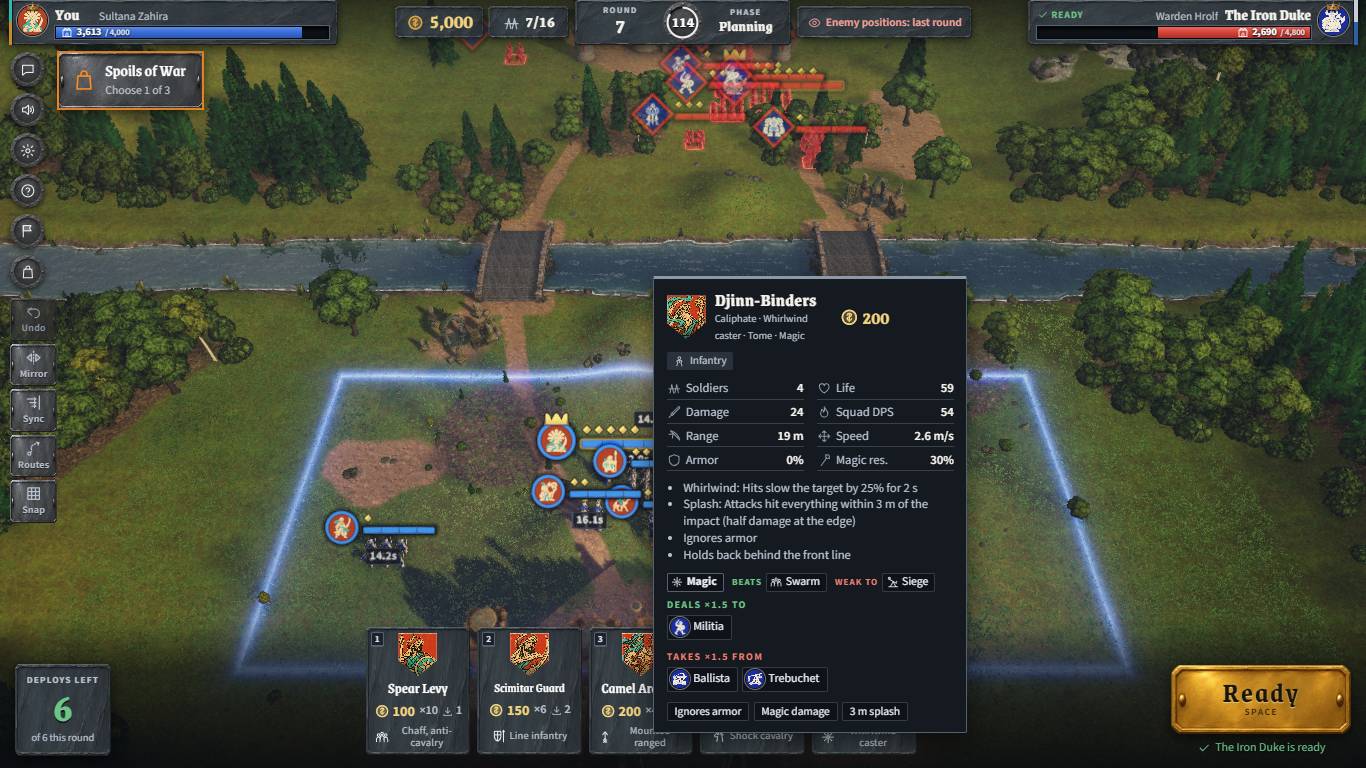 You
Sultana Zahira
3,613 / 4,000
5,000
7/16
ROUND
7
114
PHASE
Planning
Enemy positions: last round
READY
Warden Hrolf
The Iron Duke
2,690 / 4,800
Spoils of War
Choose 1 of 3
Undo
Mirror
Sync
Routes
Snap
14.2s
16.1s
14.
Djinn-Binders
Caliphate · Whirlwind
caster · Tome · Magic
200
Infantry
Soldiers 4
Life 59
Damage 24
Squad DPS 54
Range 19 m
Speed 2.6 m/s
Armor 0%
Magic res. 30%
• Whirlwind: Hits slow the target by 25% for 2 s
• Splash: Attacks hit everything within 3 m of the
impact (half damage at the edge)
• Ignores armor
• Holds back behind the front line
Magic BEATS Swarm WEAK TO Siege
DEALS ×1.5 TO
Militia
TAKES ×1.5 FROM
Ballista Trebuchet
Ignores armor Magic damage 3 m splash
DEPLOYS LEFT
6
of 6 this round
1
Spear Levy
100 ×10 1
Chaff, anti-
cavalry
2
Scimitar Guard
150 ×6 2
Line infantry
3
Camel Ar
200
Mou
ranged
Shock cavalry
caster
Ready
SPACE
The Iron Duke is ready